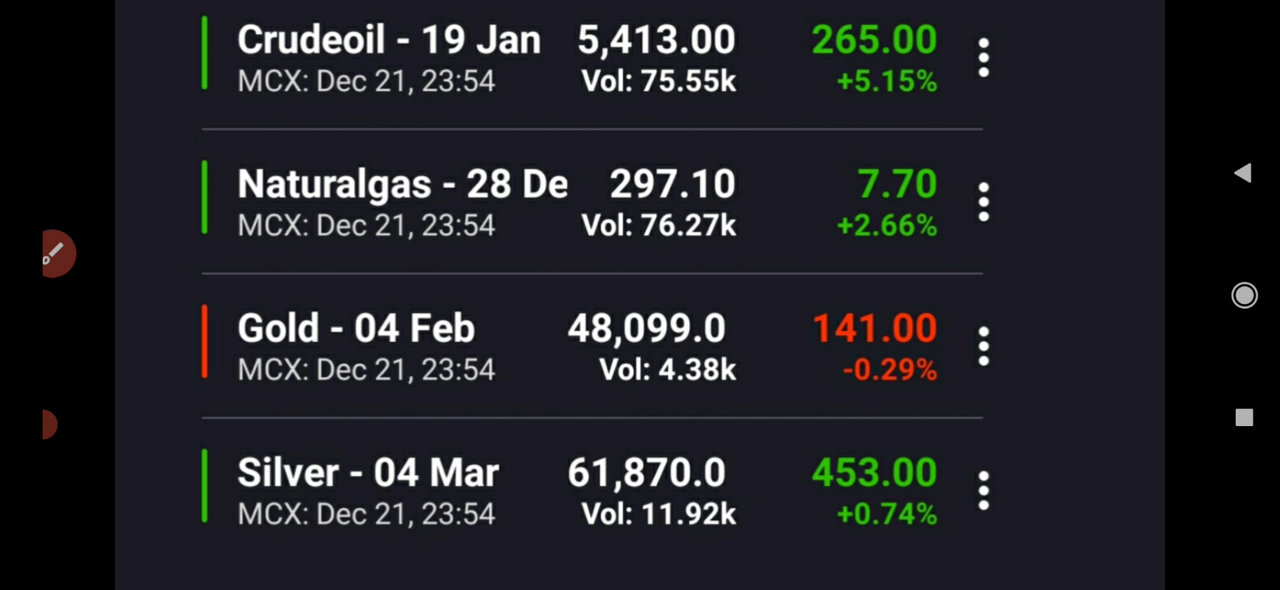 Crudeoil - 19 Jan 5,413.00 265.00
MCX: Dec 21, 23:54 Vol: 75.55k +5.15%
Naturalgas - 28 De 297.10 7.70
MCX: Dec 21, 23:54 Vol: 76.27k +2.66%
Gold - 04 Feb 48,099.0 141.00
MCX: Dec 21, 23:54 Vol: 4.38k -0.29%
Silver - 04 Mar 61,870.0 453.00
MCX: Dec 21, 23:54 Vol: 11.92k +0.74%